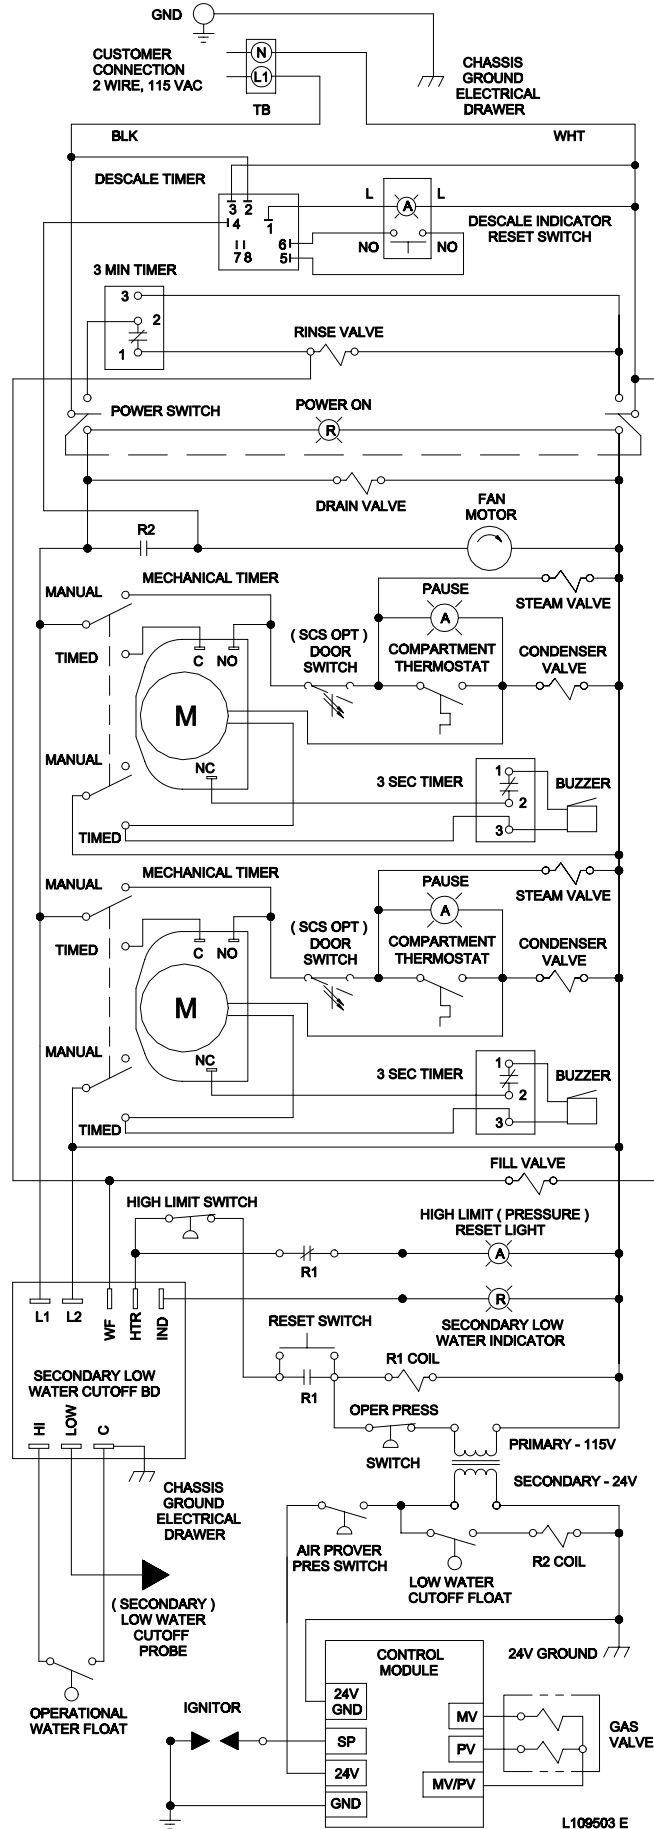 GND
CUSTOMER
CONNECTION
2 WIRE, 115 VAC
N
L1
TB
CHASSIS
GROUND
ELECTRICAL
DRAWER
BLK
WHT
DESCALE TIMER
3 2
4
1
6
5
7 8
L
A
L
NO
NO
DESCALE INDICATOR
RESET SWITCH
3 MIN TIMER
3
2
1
RINSE VALVE
POWER SWITCH
POWER ON
R
DRAIN VALVE
R2
FAN
MOTOR
MANUAL
MECHANICAL TIMER
PAUSE
A
STEAM VALVE
TIMED
C
NO
( SCS OPT )
DOOR
SWITCH
COMPARTMENT
THERMOSTAT
CONDENSER
VALVE
M
MANUAL
NC
3 SEC TIMER
1
2
3
BUZZER
TIMED
MANUAL
MECHANICAL TIMER
PAUSE
A
STEAM VALVE
TIMED
C
NO
( SCS OPT )
DOOR
SWITCH
COMPARTMENT
THERMOSTAT
CONDENSER
VALVE
M
MANUAL
NC
3 SEC TIMER
1
2
3
BUZZER
TIMED
FILL VALVE
HIGH LIMIT SWITCH
HIGH LIMIT ( PRESSURE )
RESET LIGHT
R1
A
L1
L2
WF
HTR
IND
R
SECONDARY LOW
WATER INDICATOR
RESET SWITCH
R1
R1 COIL
SECONDARY LOW
WATER CUTOFF BD
HI
LOW
C
OPER PRESS
SWITCH
PRIMARY - 115V
SECONDARY - 24V
CHASSIS
GROUND
ELECTRICAL
DRAWER
AIR PROVER
PRES SWITCH
LOW WATER
CUTOFF FLOAT
R2 COIL
( SECONDARY )
LOW WATER
CUTOFF
PROBE
24V GROUND
OPERATIONAL
WATER FLOAT
CONTROL
MODULE
24V
GND
IGNITOR
SP
24V
GND
MV
PV
MV/PV
GAS
VALVE
L109503 E